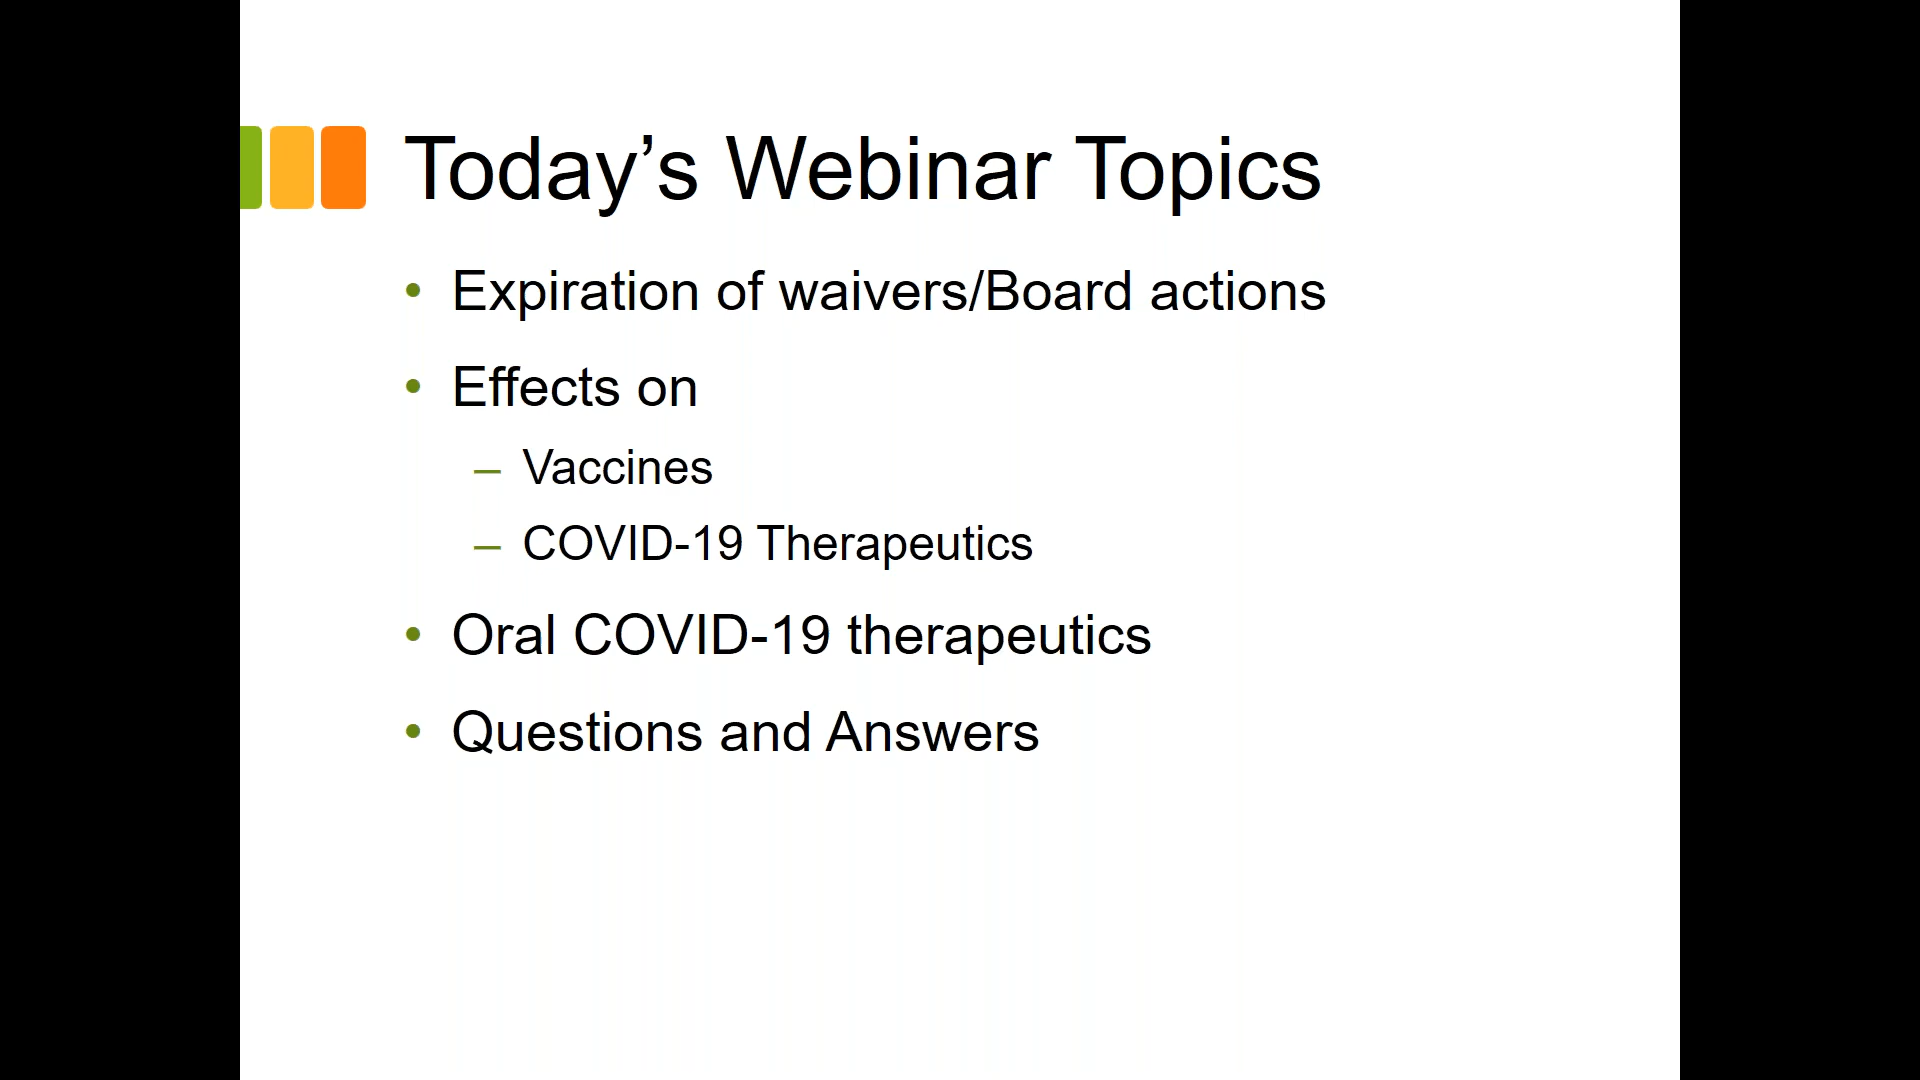 Today’s Webinar Topics
• Expiration of waivers/Board actions
• Effects on
– Vaccines
– COVID-19 Therapeutics
• Oral COVID-19 therapeutics
• Questions and Answers